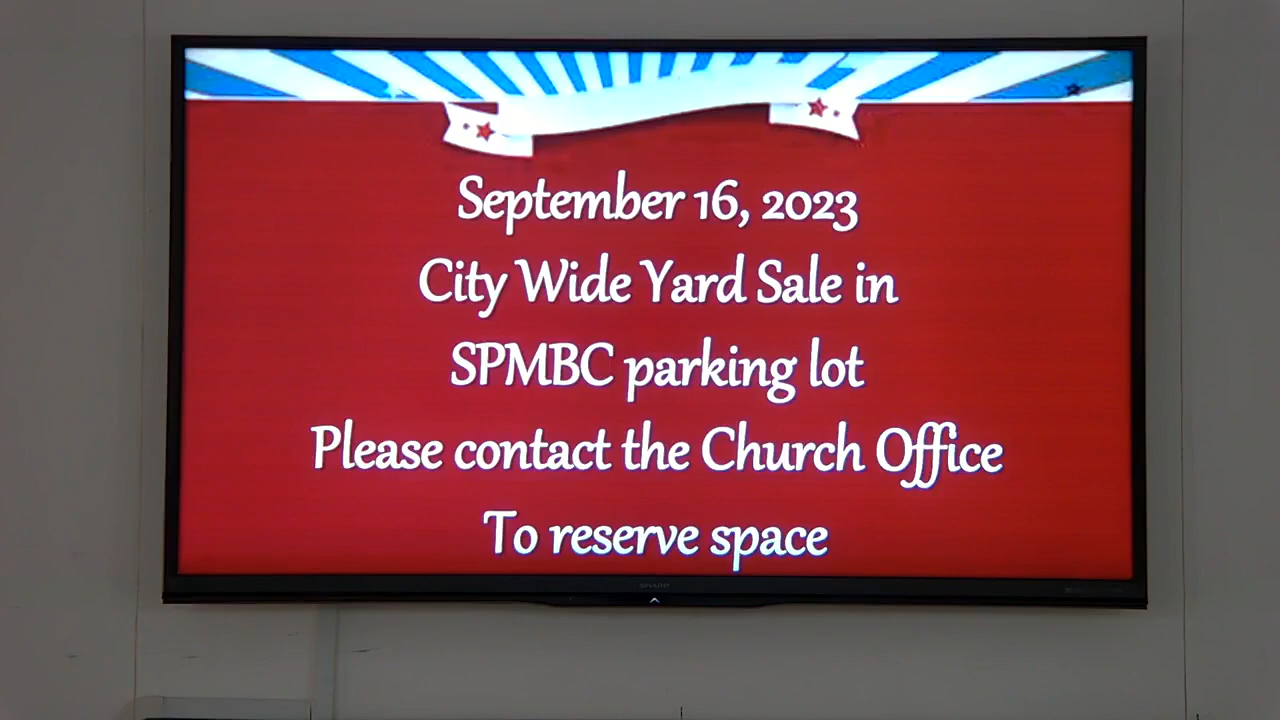 September 16, 2023
City Wide Yard Sale in
SPMBC parking lot
Please contact the Church Office
To reserve space
SHARP